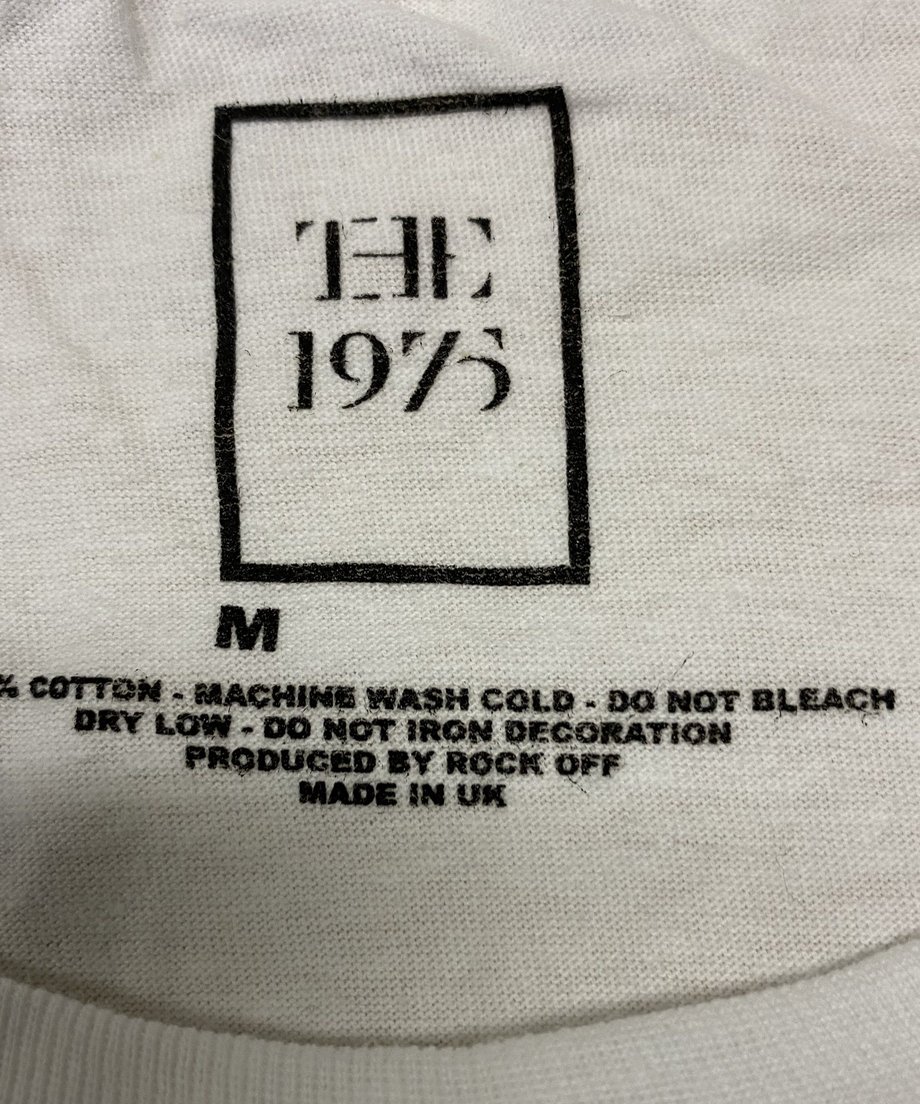 THE
1975
M
% COTTON - MACHINE WASH COLD - DO NOT BLEACH
DRY LOW - DO NOT IRON DECORATION
PRODUCED BY ROCK OFF
MADE IN UK